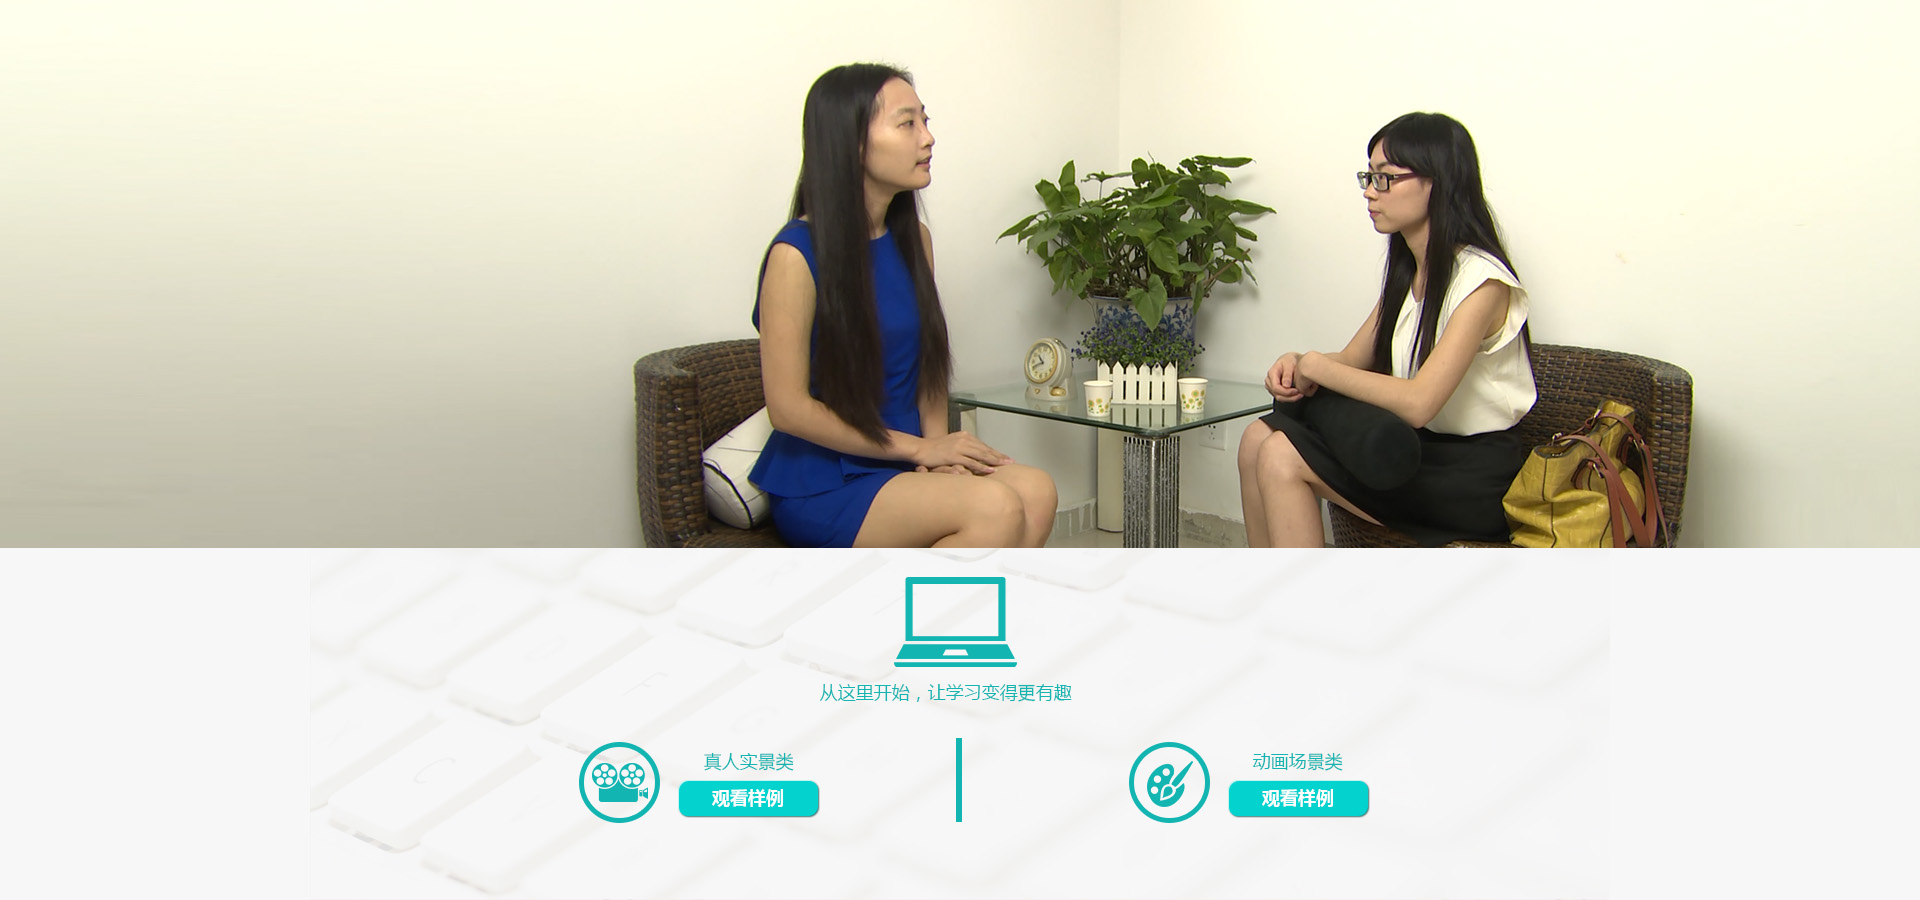 从这里开始，让学习变得更有趣
真人实景类
观看样例
动画场景类
观看样例